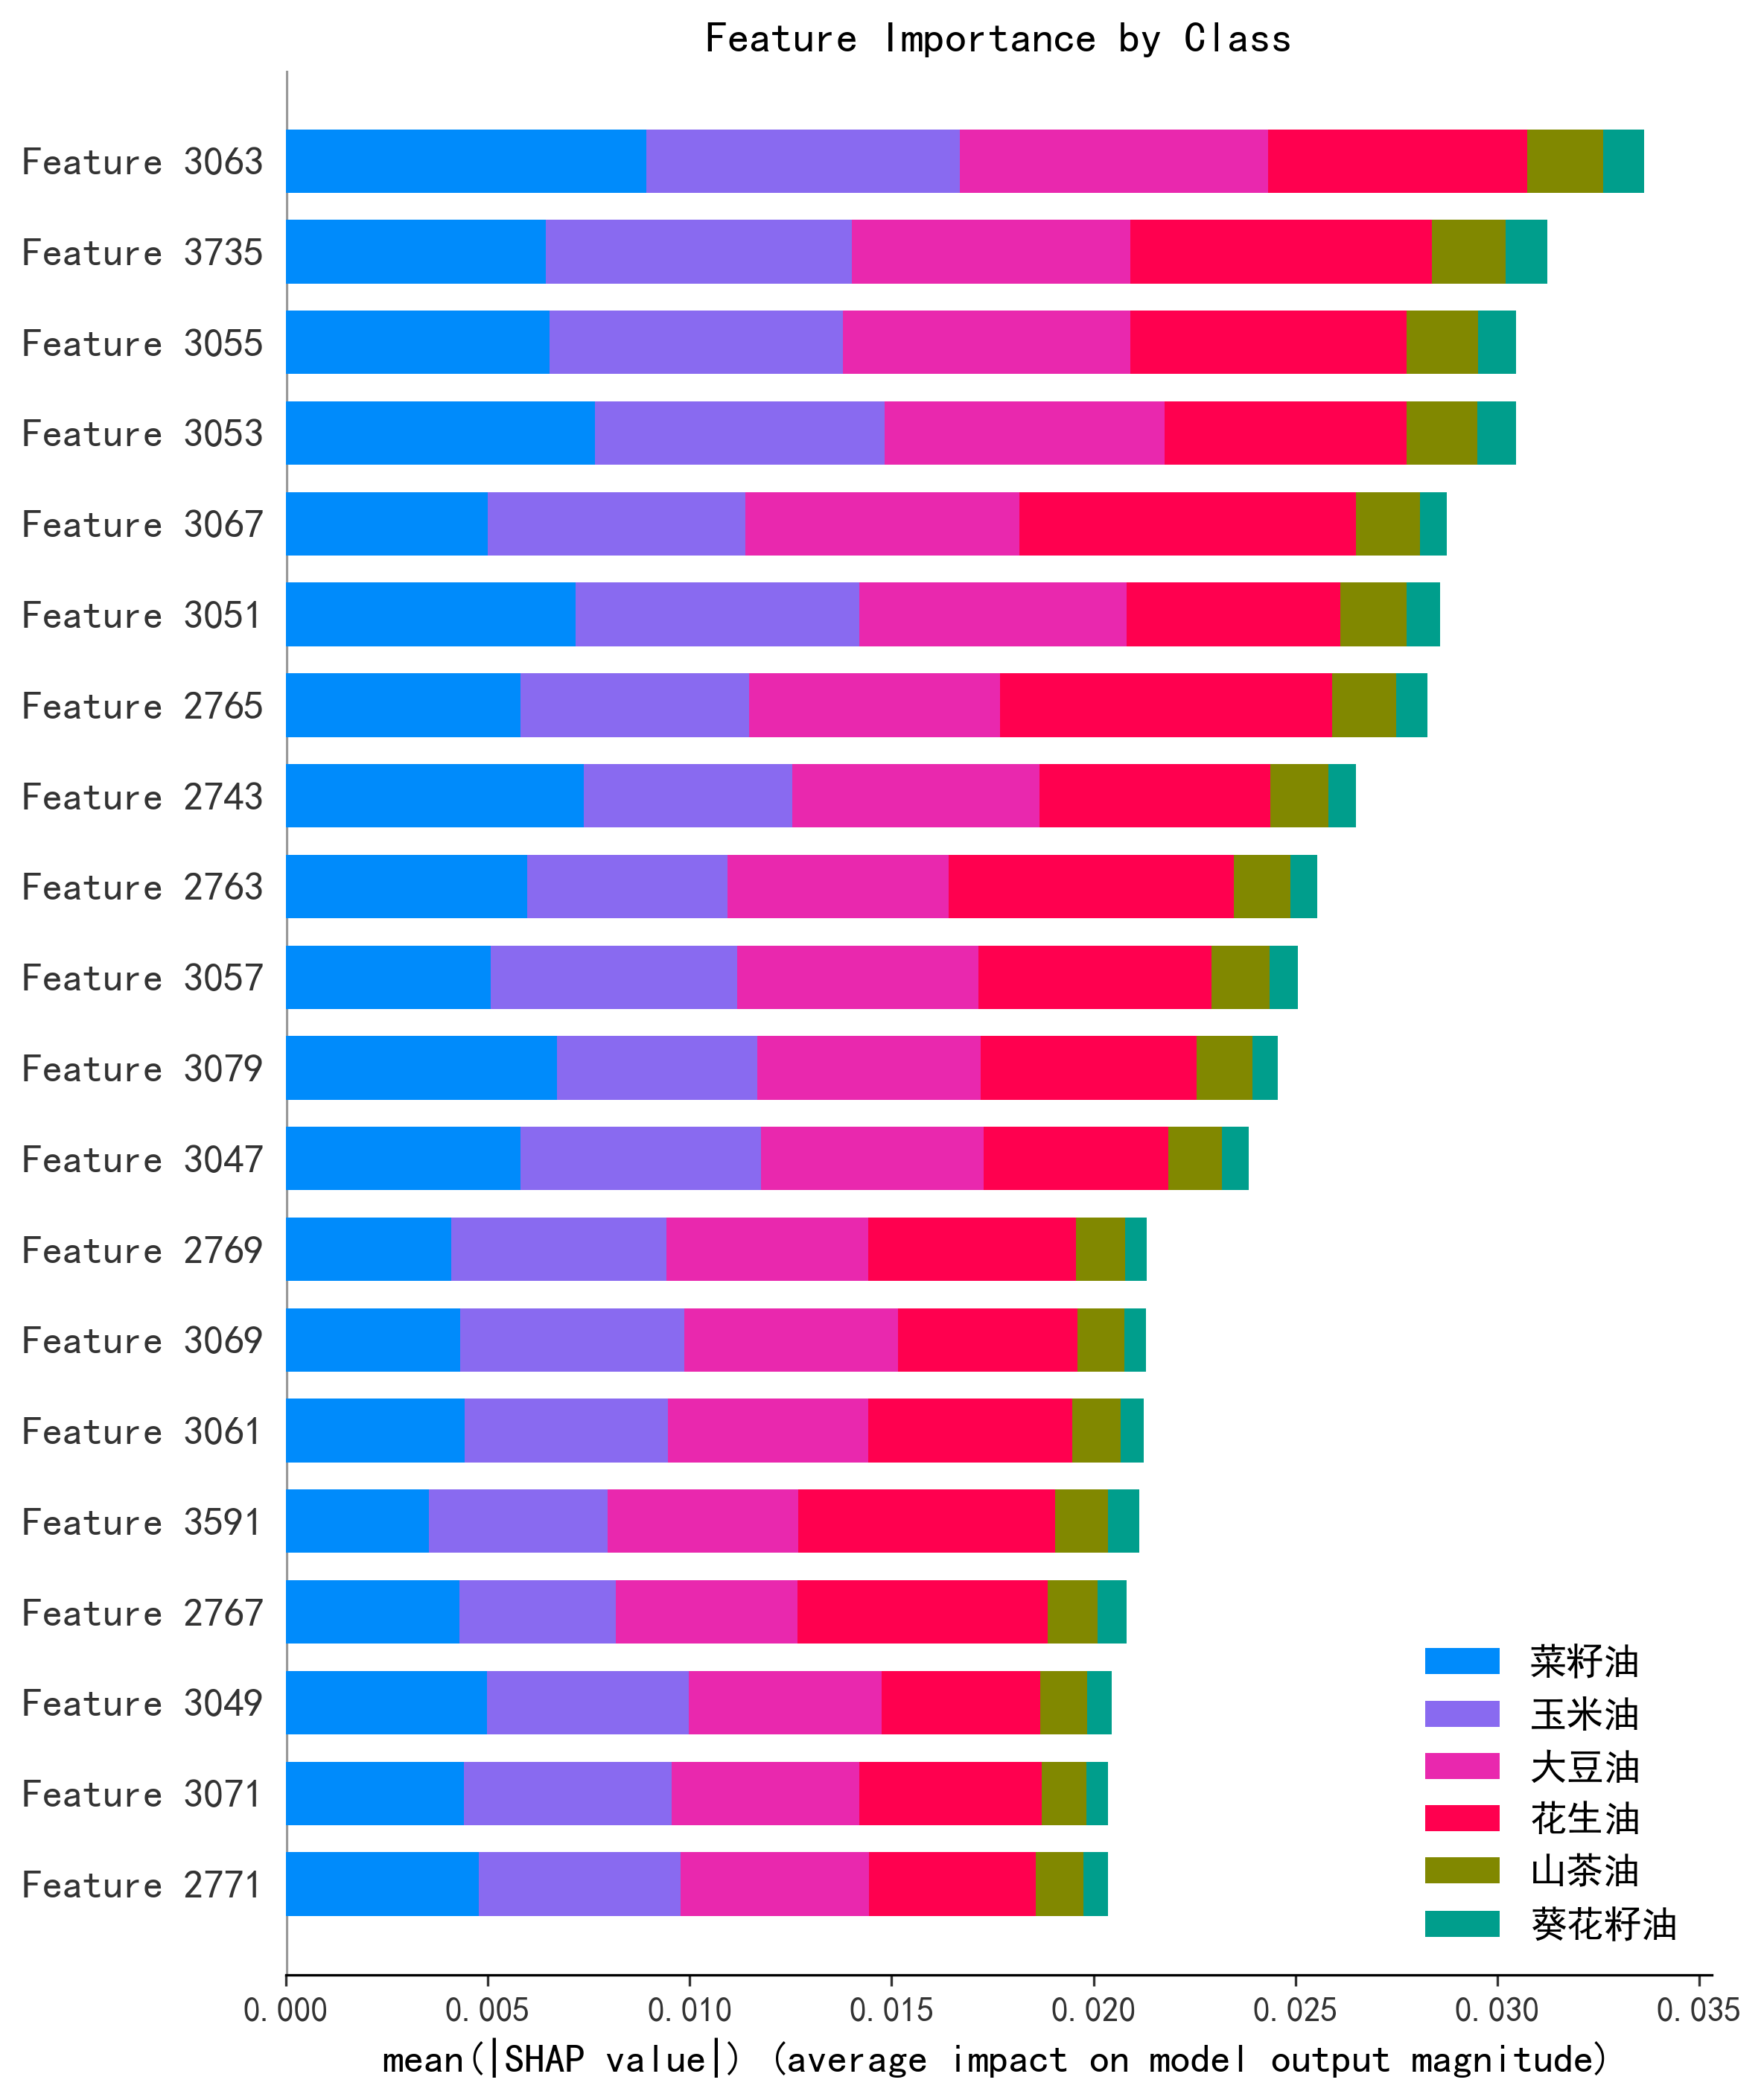 Feature Importance by Class
Feature 3063
Feature 3735
Feature 3055
Feature 3053
Feature 3067
Feature 3051
Feature 2765
Feature 2743
Feature 2763
Feature 3057
Feature 3079
Feature 3047
Feature 2769
Feature 3069
Feature 3061
Feature 3591
Feature 2767
Feature 3049
Feature 3071
Feature 2771
菜籽油
玉米油
大豆油
花生油
山茶油
葵花籽油
0.000 0.005 0.010 0.015 0.020 0.025 0.030 0.035
mean(|SHAP value|) (average impact on model output magnitude)